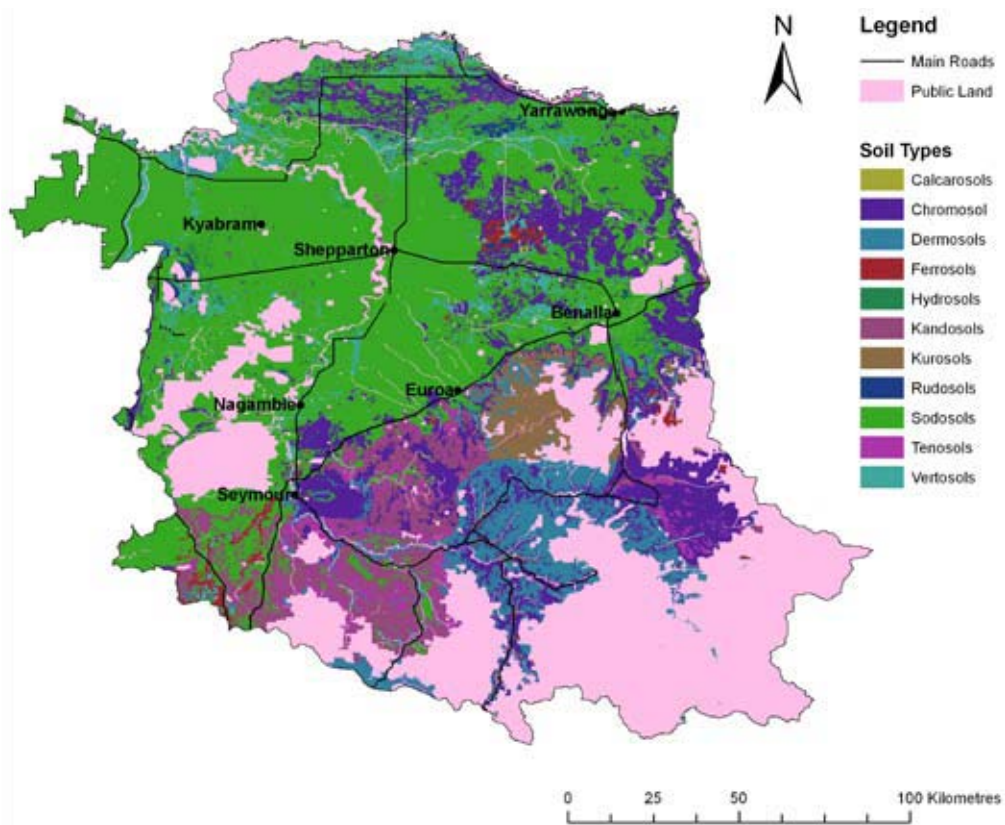 N
Legend
Main Roads
Public Land
Soil Types
Calcarosols
Chromosol
Dermosols
Ferrosols
Hydrosols
Kandosols
Kurosols
Rudosols
Sodosols
Tenosols
Vertosols
Yarrawonga
Kyabram
Shepparton
Benalla
Euroa
Nagambie
Seymour
0 25 50 100 Kilometres